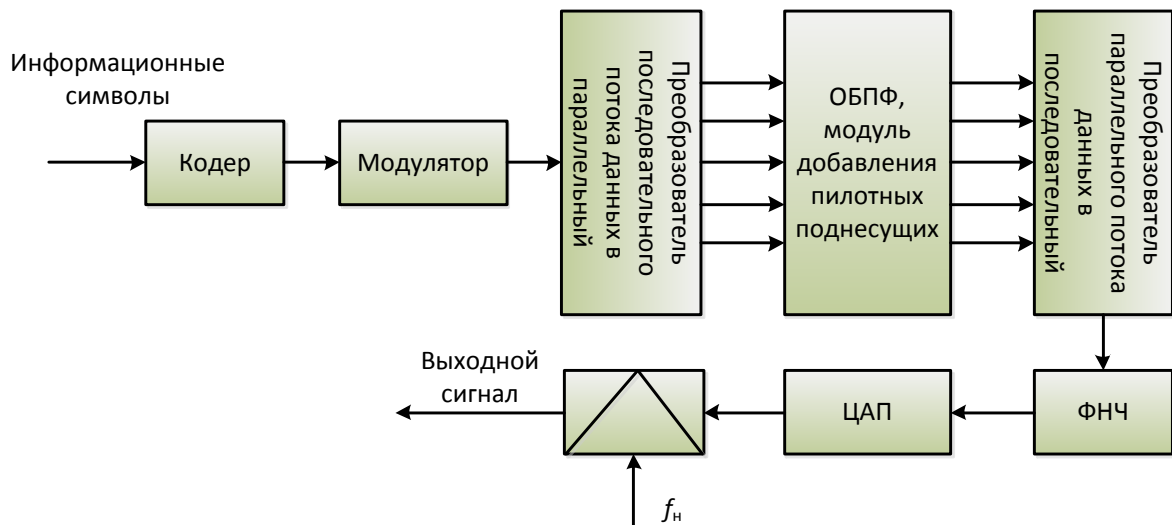 Информационные
символы
Кодер
Модулятор
Преобразователь
последовательного
потока данных в
параллельный
ОБПФ,
модуль
добавления
пилотных
поднесущих
Преобразователь
параллельного потока
данных в
последовательный
Выходной
сигнал
ЦАП
ФНЧ
fн